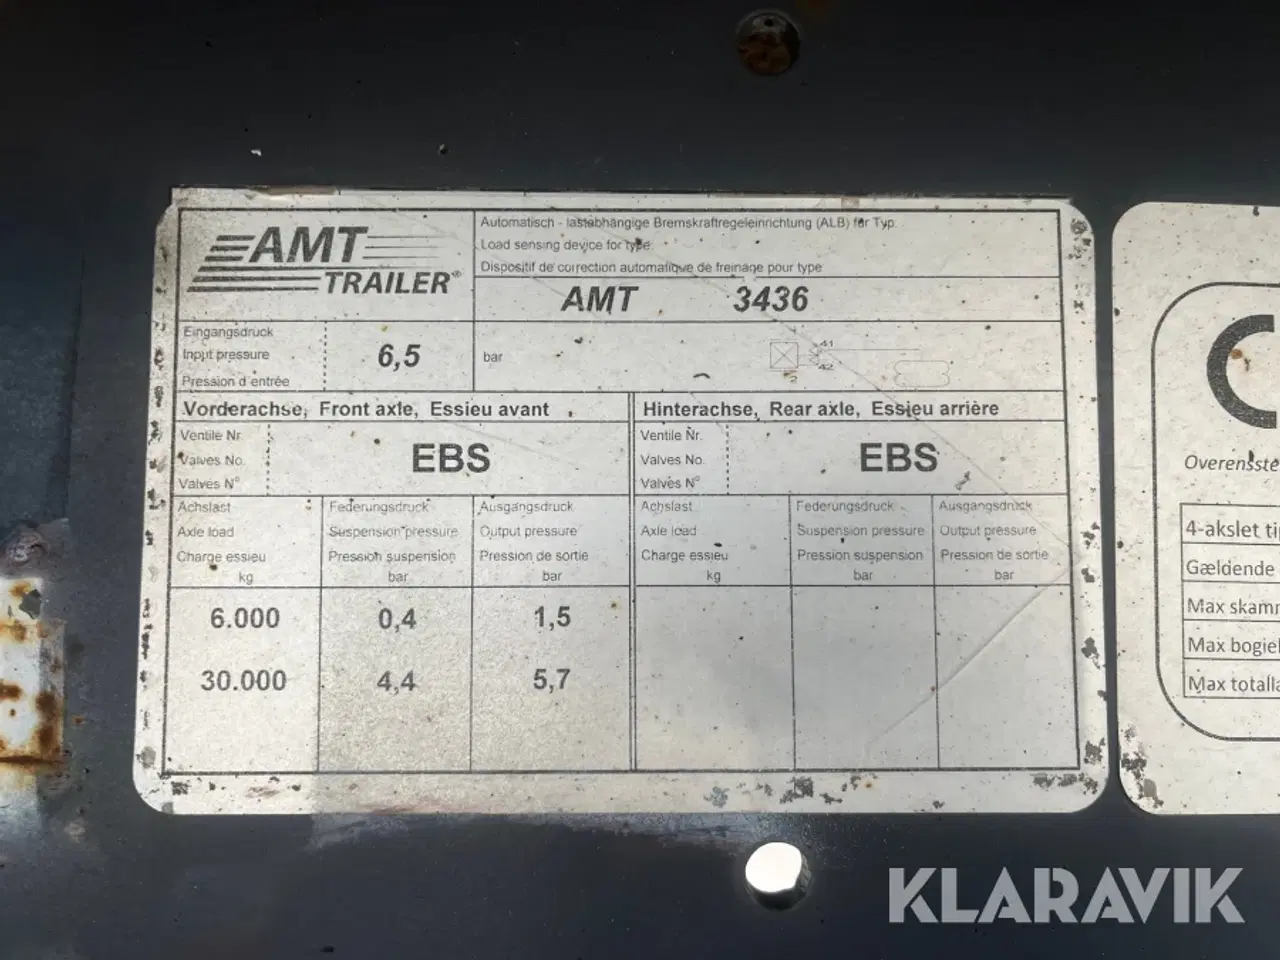 AMT
TRAILER®
Automatisch - lastabhängige Bremskraftregeleinrichtung (ALB) für Typ.
Load sensing device for type:
Dispositif de correction automatique de freinage pour type
AMT 3436
Eingangsdruck
Input pressure
Pression d´entrée
6,5
bar
41
42
2
Vorderachse, Front axle, Essieu avant
Hinterachse, Rear axle, Essieu arrière
Ventile Nr
Valves No.
Valves N°
EBS
Ventile Nr.
Valves No.
Valves N°
EBS
Achslast
Axle load
Charge essieu
kg
Federungsdruck
Suspension pressure
Pression suspension
bar
Ausgangsdruck
Output pressure
Pression de sortie
bar
Achslast
Axle load
Charge essieu
kg
Federungsdruck
Suspension pressure
Pression suspension
bar
Ausgangsdruck
Output pressure
Pression de sortie
bar
6.000 0,4 1,5
30.000 4,4 5,7
4-akslet
Gældende
Max
Max
Max
KLARAVIK